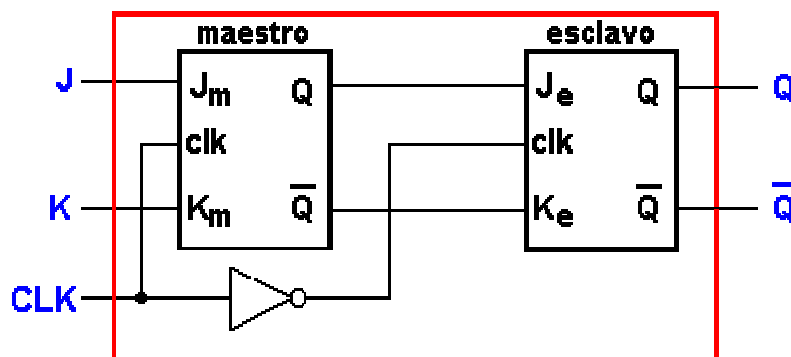 maestro esclavo
J Jm Q Je Q Q
clk clk
K Km Q̅ Ke Q̅ Q̅
CLK